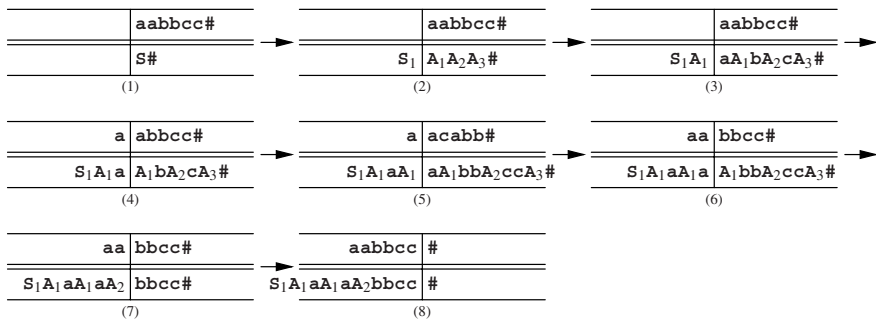 aabbcc# aabbcc# aabbcc#
S# S₁ A₁A₂A₃# S₁A₁ aA₁bA₂cA₃#
(1) (2) (3)
a abbcc# a acabb# aa bbcc#
S₁A₁a A₁bA₂cA₃# S₁A₁aA₁ aA₁bbA₂ccA₃# S₁A₁aA₁a A₁bbA₂ccA₃#
(4) (5) (6)
aa bbcc# aabbcc #
S₁A₁aA₁aA₂ bbcc# S₁A₁aA₁aA₂bbcc #
(7) (8)